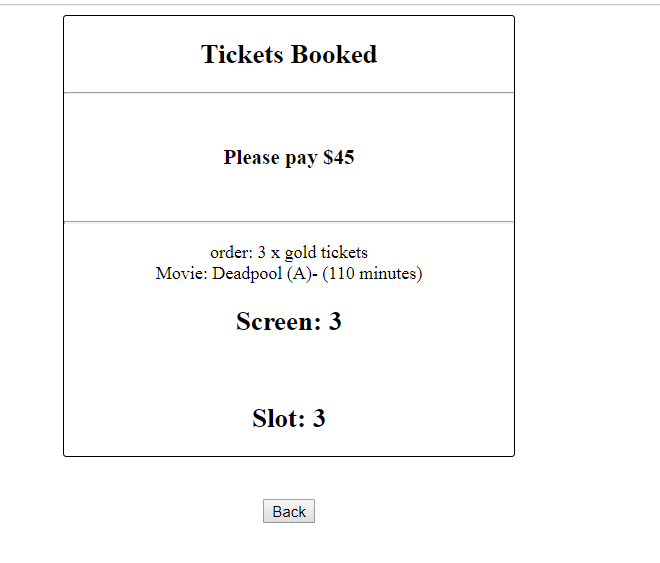 Tickets Booked
Please pay $45
order: 3 x gold tickets
Movie: Deadpool (A)- (110 minutes)
Screen: 3
Slot: 3
Back